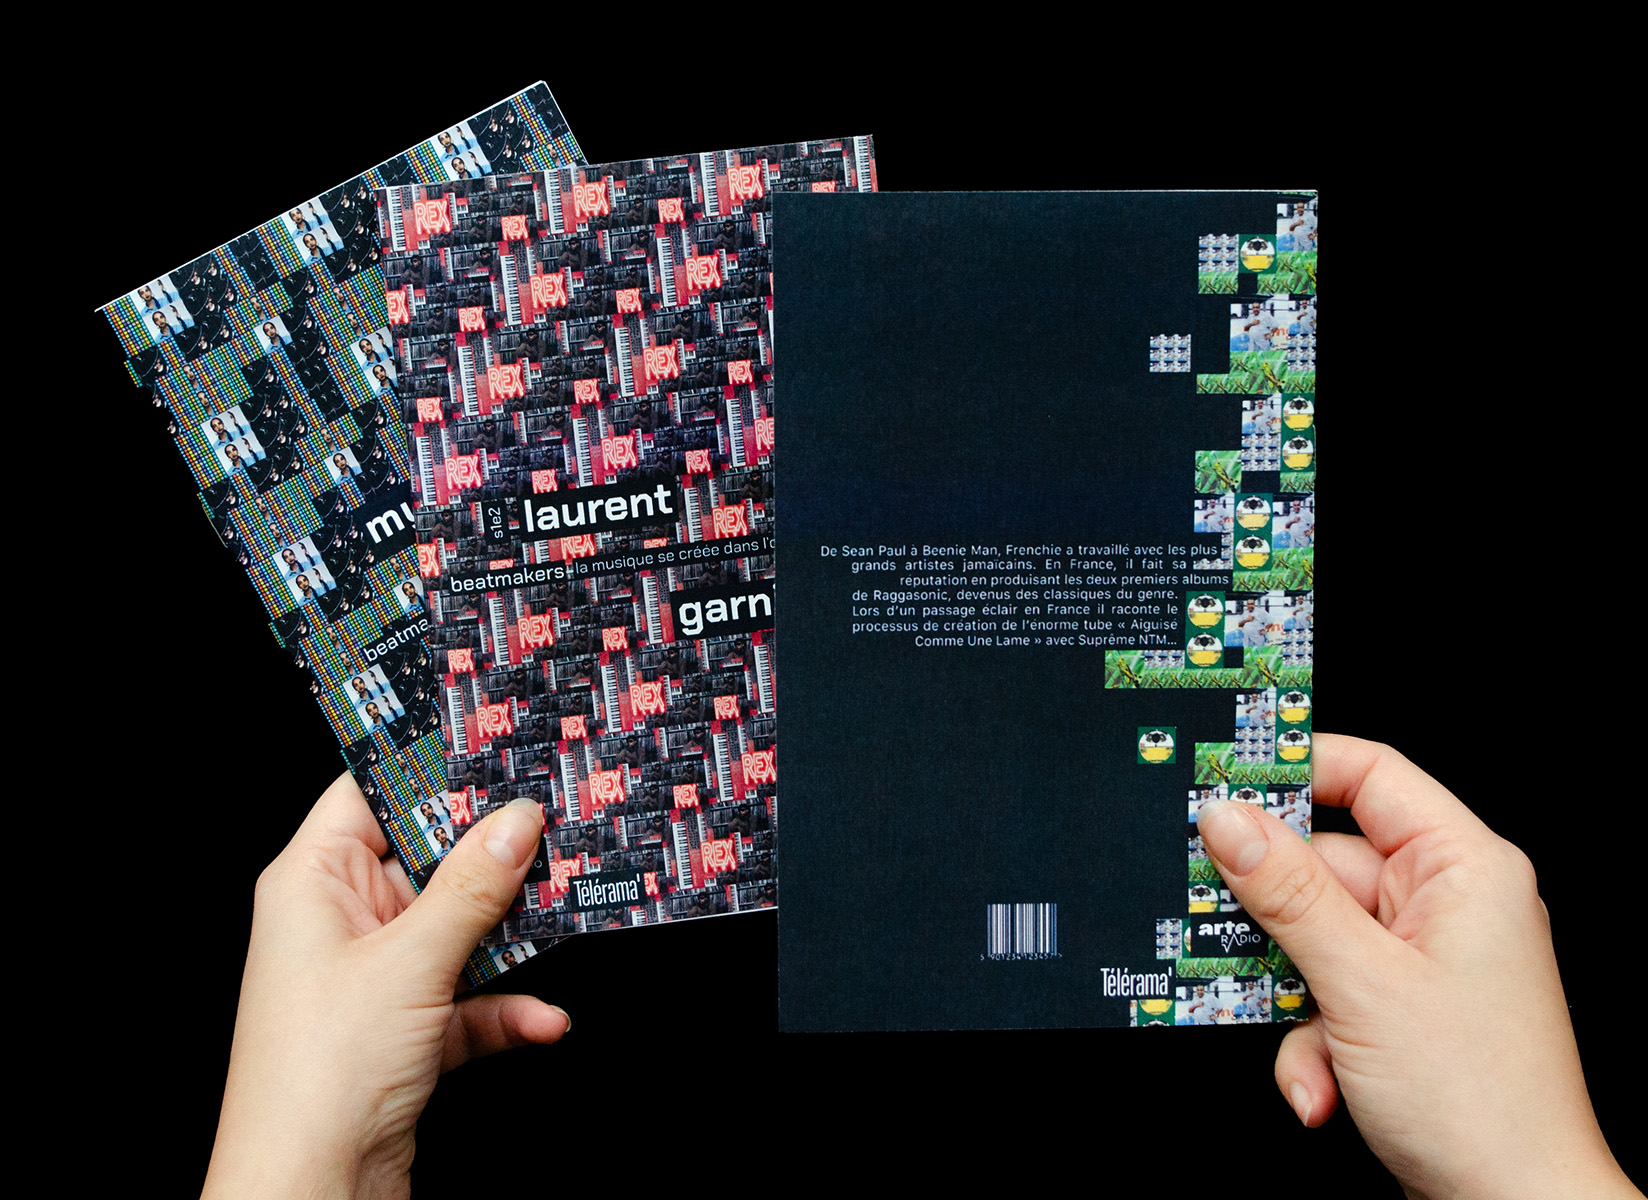 my
beatma
REX
s1e2
laurent
beatmakers- la musique se créée dans l'o
garn
Télérama'
De Sean Paul à Beenie Man, Frenchie a travaillé avec les plus
grands artistes jamaïcains. En France, il fait sa
réputation en produisant les deux premiers albums
de Raggasonic, devenus des classiques du genre.
Lors d'un passage éclair en France il raconte le
processus de création de l'énorme tube « Aiguisé
Comme Une Lame » avec Suprême NTM...
5 901234 123457
arte
RADIO
Télérama'